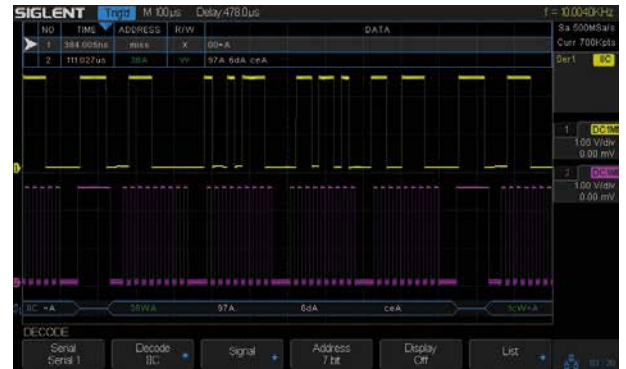 SIGLENT Trig'd M 100µs Delay:478.0µs f = 10.0040KHz
Sa 500MSa/s
Curr 700Kpts
NO TIME ADDRESS R/W DATA
1 384.005ns miss X 00~A
2 111.027us 38A W 97A 6dA ceA
Ser1 IIC
1 DC1M
1.00 V/div
0.00 mV
2 DC1M
1.00 V/div
0.00 mV
IIC ~A 38WA 97A 6dA ceA
DECODE
Serial Decode Signal Address Display List
Serial 1 IIC 7 bit Off